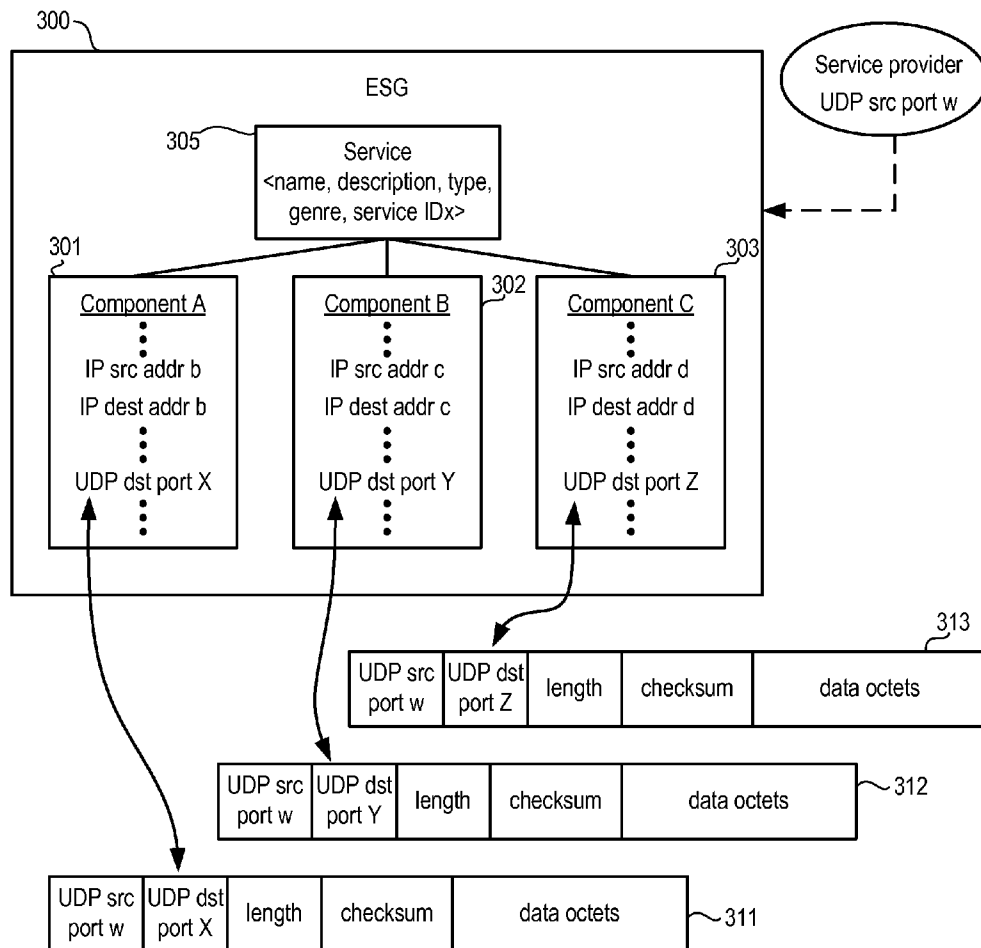 300
ESG
Service provider
UDP src port w
305
Service
<name, description, type,
genre, service IDx>
301
Component A
IP src addr b
IP dest addr b
UDP dst port X
302
Component B
IP src addr c
IP dest addr c
UDP dst port Y
303
Component C
IP src addr d
IP dest addr d
UDP dst port Z
313
UDP src
port w
UDP dst
port Z
length
checksum
data octets
UDP src
port w
UDP dst
port Y
length
checksum
data octets
312
UDP src
port w
UDP dst
port X
length
checksum
data octets
311